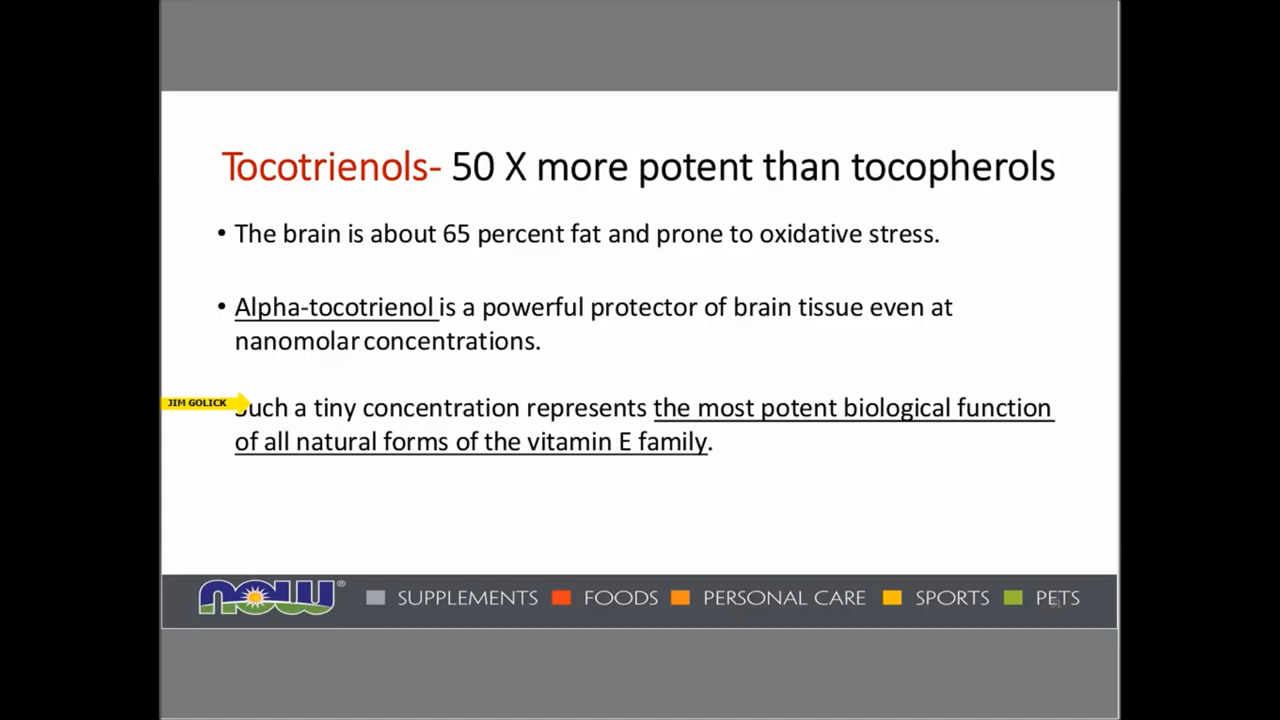 Tocotrienols- 50 X more potent than tocopherols
• The brain is about 65 percent fat and prone to oxidative stress.
• Alpha-tocotrienol is a powerful protector of brain tissue even at
nanomolar concentrations.
JIM GOLICK
Such a tiny concentration represents the most potent biological function
of all natural forms of the vitamin E family.
NOW® SUPPLEMENTS FOODS PERSONAL CARE SPORTS PETS